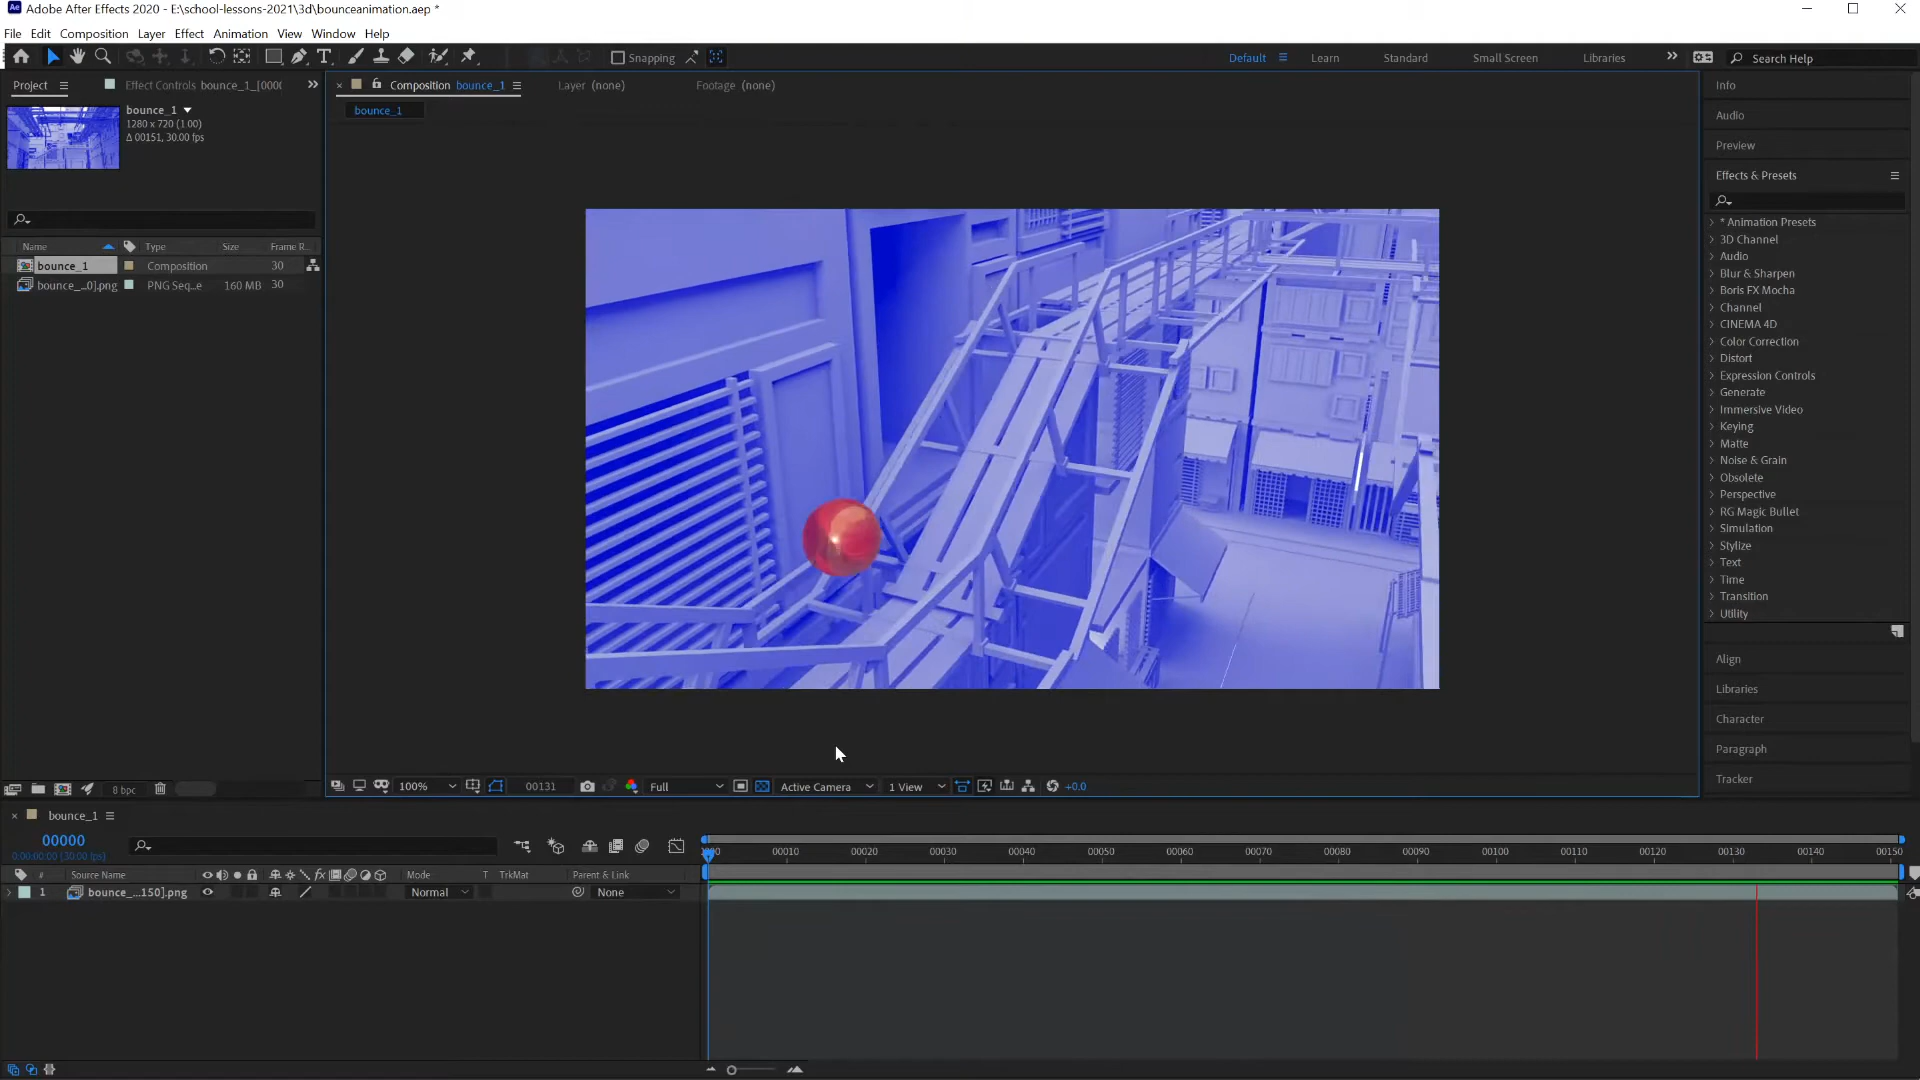 Adobe After Effects 2020 - E:\school-lessons-2021\3d\bounceanimation.aep *
File Edit Composition Layer Effect Animation View Window Help
Snapping Default Learn Standard Small Screen Libraries Search Help
Project Effect Controls bounce_1_[000(
Composition bounce_1 Layer (none) Footage (none)
bounce_1
bounce_1
1280 x 720 (1.00)
Δ 00151, 30.00 fps
Name Type Size Frame R...
bounce_1 Composition 30
bounce_...0].png PNG Seq...e 160 MB 30
8 bpc
100% 00131 Full Active Camera 1 View +0.0
Info
Audio
Preview
Effects & Presets
* Animation Presets
3D Channel
Audio
Blur & Sharpen
Boris FX Mocha
Channel
CINEMA 4D
Color Correction
Distort
Expression Controls
Generate
Immersive Video
Keying
Matte
Noise & Grain
Obsolete
Perspective
RG Magic Bullet
Simulation
Stylize
Text
Time
Transition
Utility
Align
Libraries
Character
Paragraph
Tracker
bounce_1
00000
0:00:00:00 (30.00 fps)
# Source Name Mode T TrkMat Parent & Link
1 bounce_...150].png Normal None
00010 00020 00030 00040 00050 00060 00070 00080 00090 00100 00110 00120 00130 00140 00150